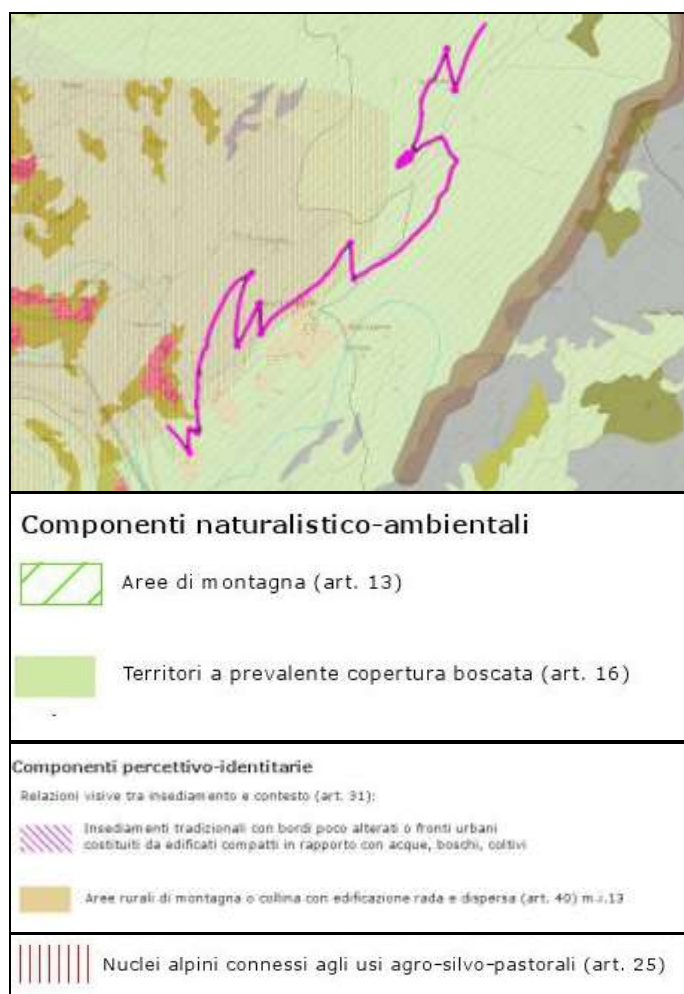 Componenti naturalistico-ambientali
Aree di montagna (art. 13)
Territori a prevalente copertura boscata (art. 16)
Componenti percettivo-identitarie
Relazioni visive tra insediamento e contesto (art. 31):
Insediamenti tradizionali con bordi poco alterati o fronti urbani
costituiti da edificati compatti in rapporto con acque, boschi, coltivi
Aree rurali di montagna o collina con edificazione rada e dispersa (art. 40) m.i.13
Nuclei alpini connessi agli usi agro-silvo-pastorali (art. 25)